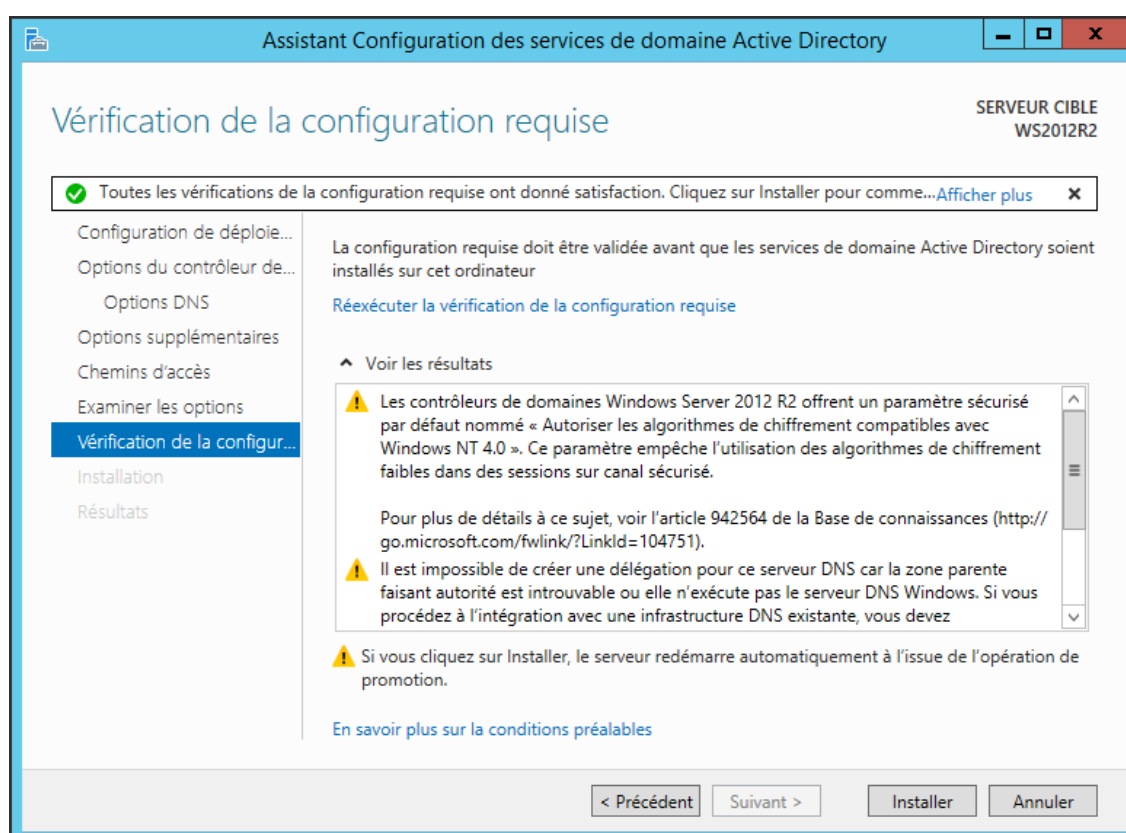 Assistant Configuration des services de domaine Active Directory
Vérification de la configuration requise
SERVEUR CIBLE
WS2012R2
Toutes les vérifications de la configuration requise ont donné satisfaction. Cliquez sur Installer pour comme... Afficher plus
Configuration de déploie...
Options du contrôleur de...
Options DNS
Options supplémentaires
Chemins d'accès
Examiner les options
Vérification de la configur...
Installation
Résultats
La configuration requise doit être validée avant que les services de domaine Active Directory soient
installés sur cet ordinateur
Réexécuter la vérification de la configuration requise
Voir les résultats
Les contrôleurs de domaines Windows Server 2012 R2 offrent un paramètre sécurisé
par défaut nommé « Autoriser les algorithmes de chiffrement compatibles avec
Windows NT 4.0 ». Ce paramètre empêche l'utilisation des algorithmes de chiffrement
faibles dans des sessions sur canal sécurisé.
Pour plus de détails à ce sujet, voir l'article 942564 de la Base de connaissances (http://
go.microsoft.com/fwlink/?LinkId=104751).
Il est impossible de créer une délégation pour ce serveur DNS car la zone parente
faisant autorité est introuvable ou elle n'exécute pas le serveur DNS Windows. Si vous
procédez à l'intégration avec une infrastructure DNS existante, vous devez
Si vous cliquez sur Installer, le serveur redémarre automatiquement à l'issue de l'opération de
promotion.
En savoir plus sur la conditions préalables
< Précédent
Suivant >
Installer
Annuler